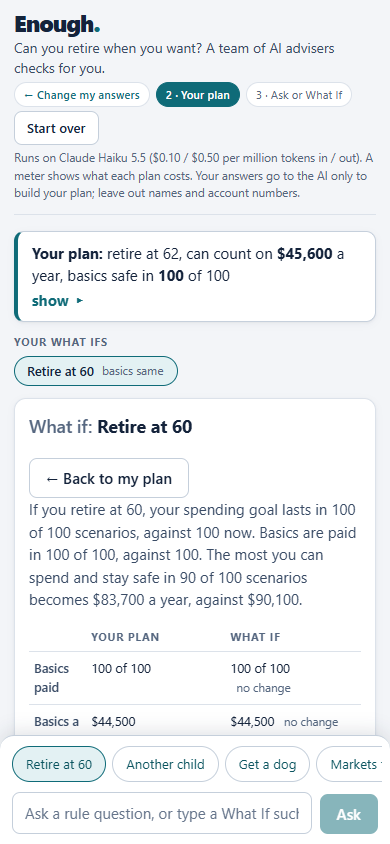 Enough.
Can you retire when you want? A team of AI advisers
checks for you.
← Change my answers
2 · Your plan
3 · Ask or What If
Start over
Runs on Claude Haiku 5.5 ($0.10 / $0.50 per million tokens in / out). A
meter shows what each plan costs. Your answers go to the AI only to
build your plan; leave out names and account numbers.
Your plan: retire at 62, can count on $45,600 a
year, basics safe in 100 of 100
show ▸
YOUR WHAT IFS
Retire at 60 basics same
What if: Retire at 60
← Back to my plan
If you retire at 60, your spending goal lasts in 100
of 100 scenarios, against 100 now. Basics are paid
in 100 of 100, against 100. The most you can
spend and stay safe in 90 of 100 scenarios
becomes $83,700 a year, against $90,100.
YOUR PLAN WHAT IF
Basics paid 100 of 100 100 of 100 no change
Basics a $44,500 $44,500 no change
Retire at 60
Another child
Get a dog
Markets
Ask a rule question, or type a What If such
Ask